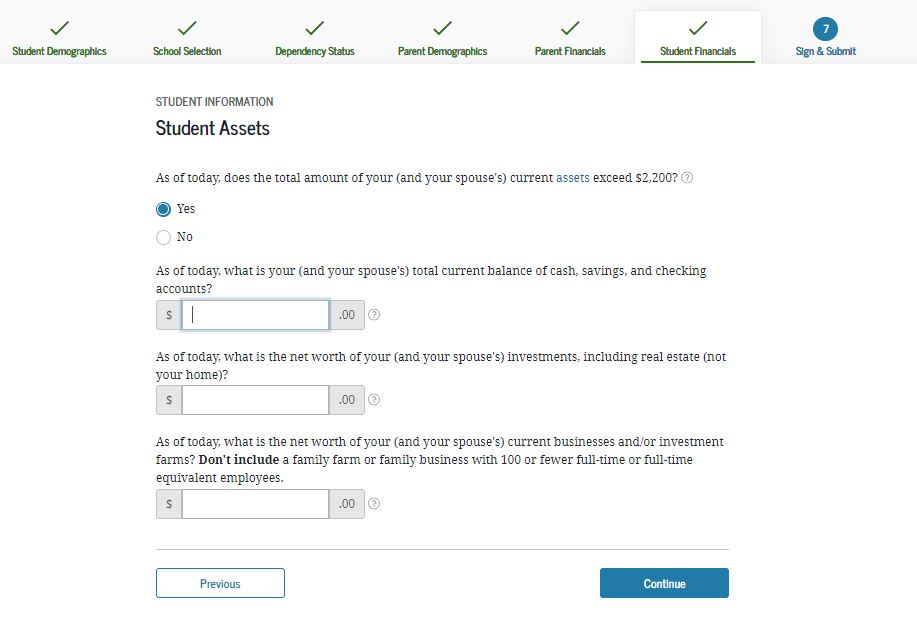 Student Demographics
School Selection
Dependency Status
Parent Demographics
Parent Financials
Student Financials
7
Sign & Submit
STUDENT INFORMATION
Student Assets
As of today, does the total amount of your (and your spouse's) current assets exceed $2,200? ?
Yes
No
As of today, what is your (and your spouse's) total current balance of cash, savings, and checking
accounts?
$ .00 ?
As of today, what is the net worth of your (and your spouse's) investments, including real estate (not
your home)?
$ .00 ?
As of today, what is the net worth of your (and your spouse's) current businesses and/or investment
farms? Don't include a family farm or family business with 100 or fewer full-time or full-time
equivalent employees.
$ .00 ?
Previous
Continue